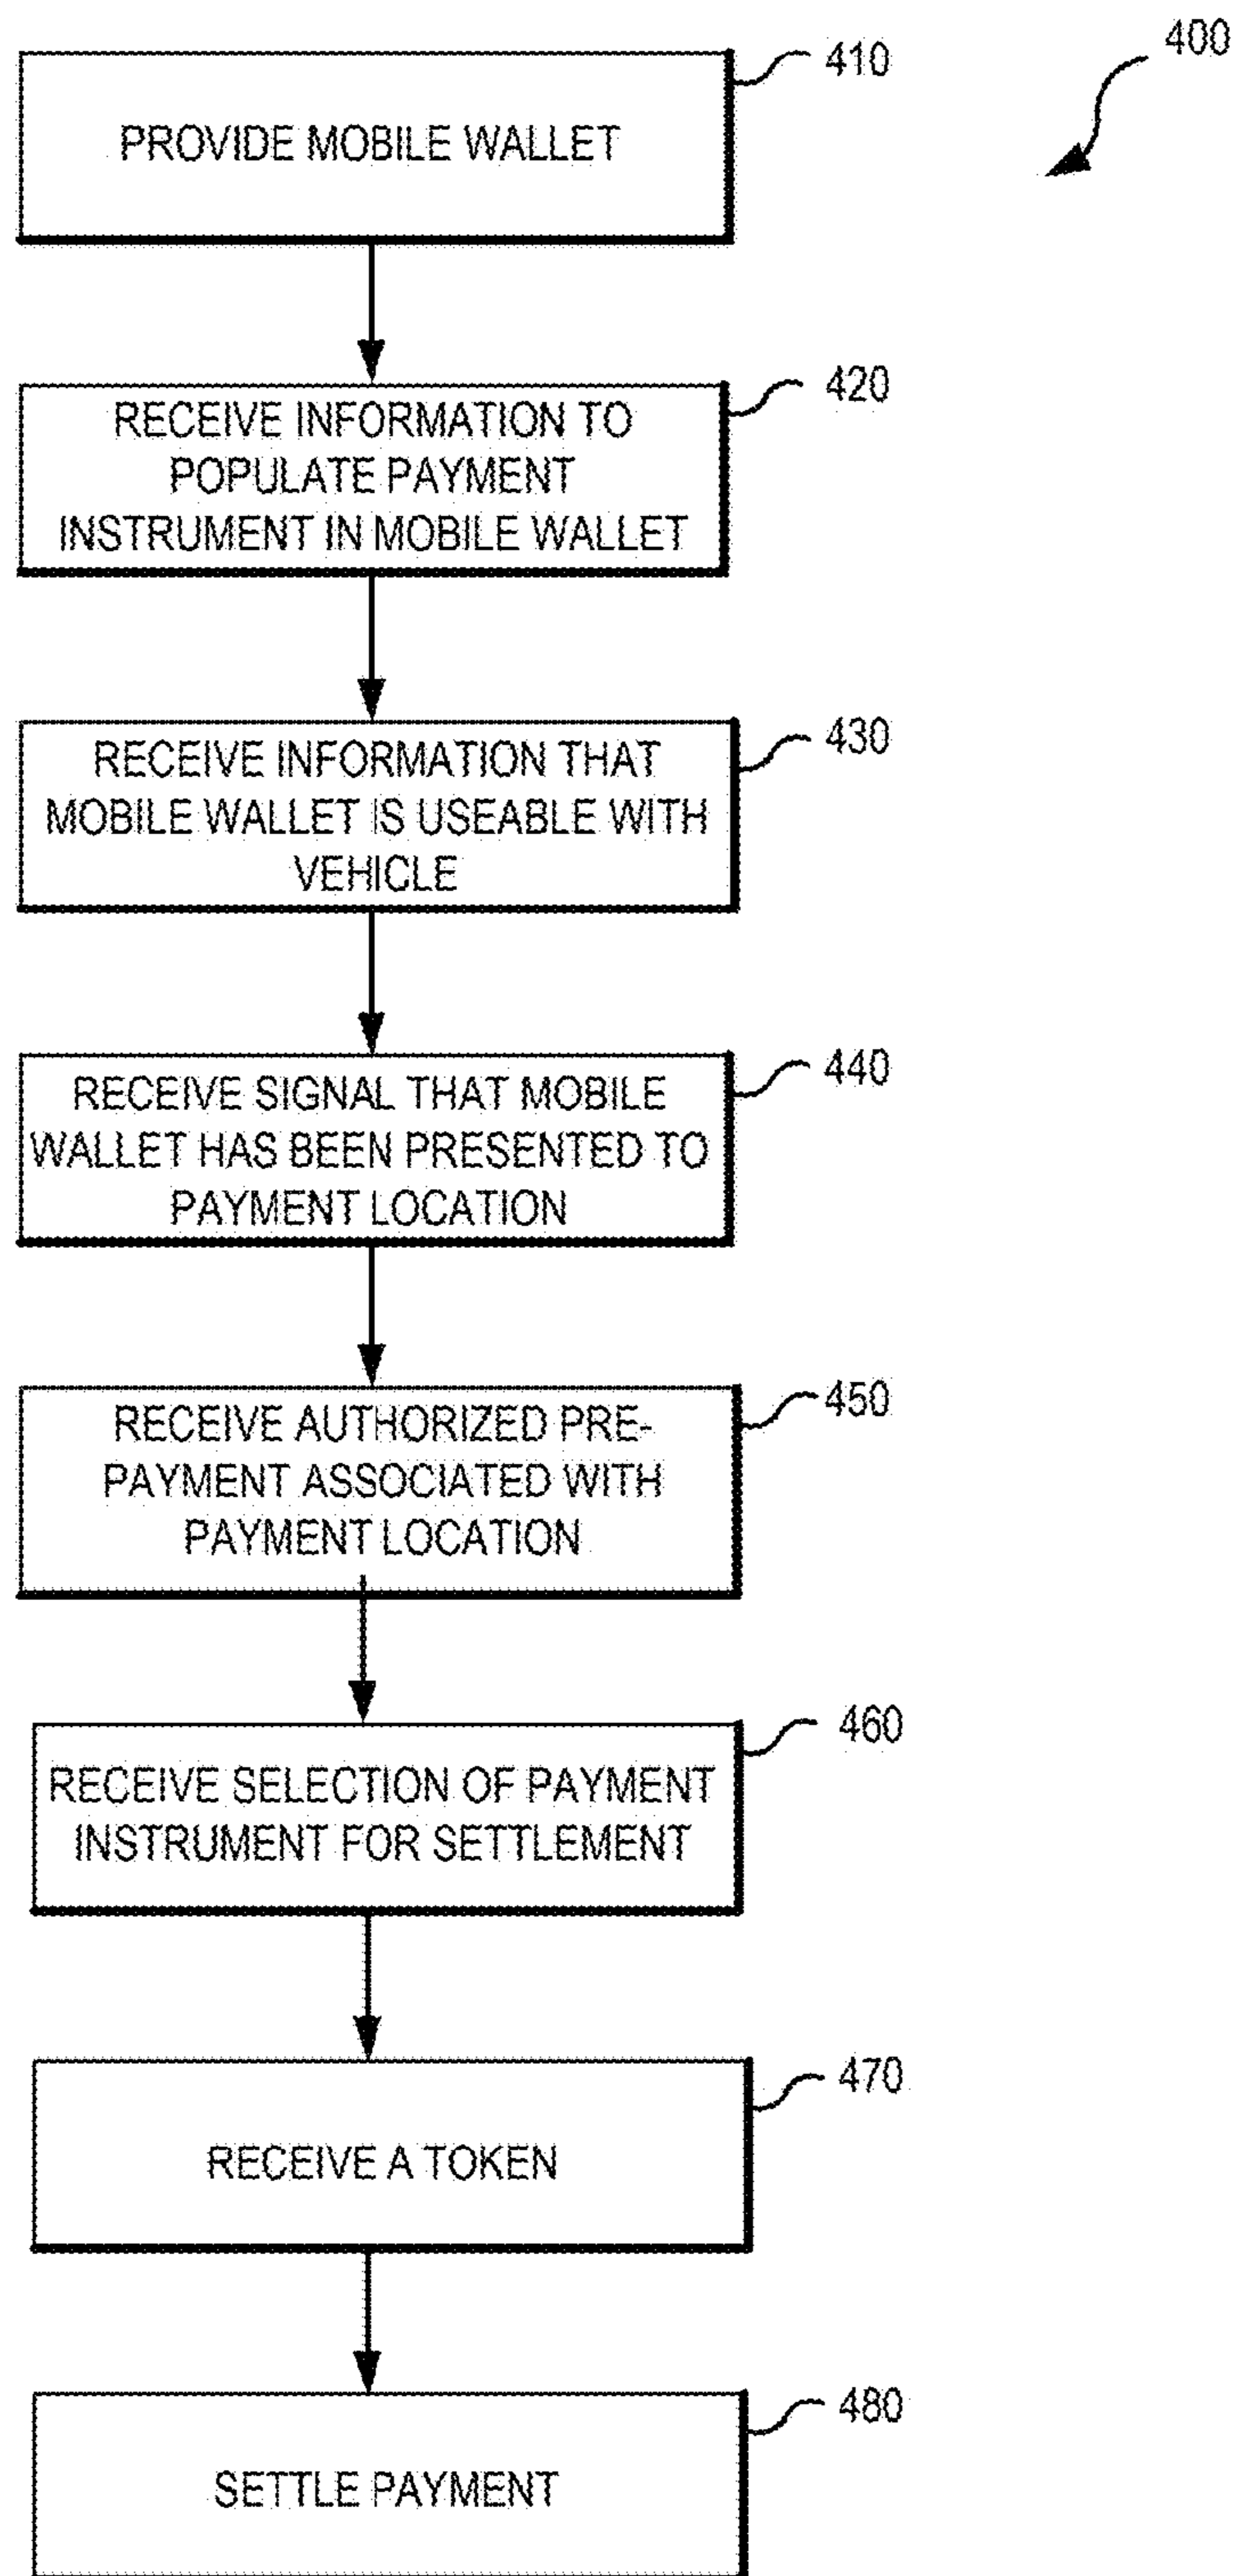 400
410
PROVIDE MOBILE WALLET
420
RECEIVE INFORMATION TO
POPULATE PAYMENT
INSTRUMENT IN MOBILE WALLET
430
RECEIVE INFORMATION THAT
MOBILE WALLET IS USEABLE WITH
VEHICLE
440
RECEIVE SIGNAL THAT MOBILE
WALLET HAS BEEN PRESENTED TO
PAYMENT LOCATION
450
RECEIVE AUTHORIZED PRE-
PAYMENT ASSOCIATED WITH
PAYMENT LOCATION
460
RECEIVE SELECTION OF PAYMENT
INSTRUMENT FOR SETTLEMENT
470
RECEIVE A TOKEN
480
SETTLE PAYMENT